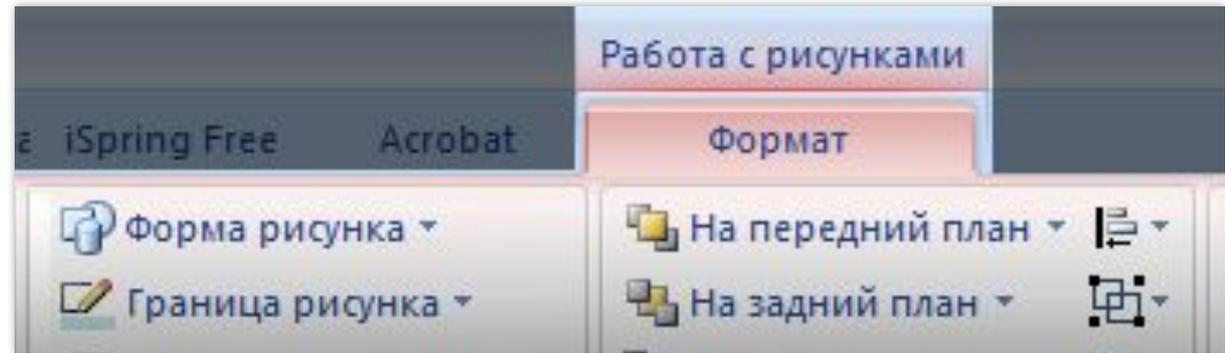 Работа с рисунками
iSpring Free Acrobat Формат
Форма рисунка На передний план
Граница рисунка На задний план